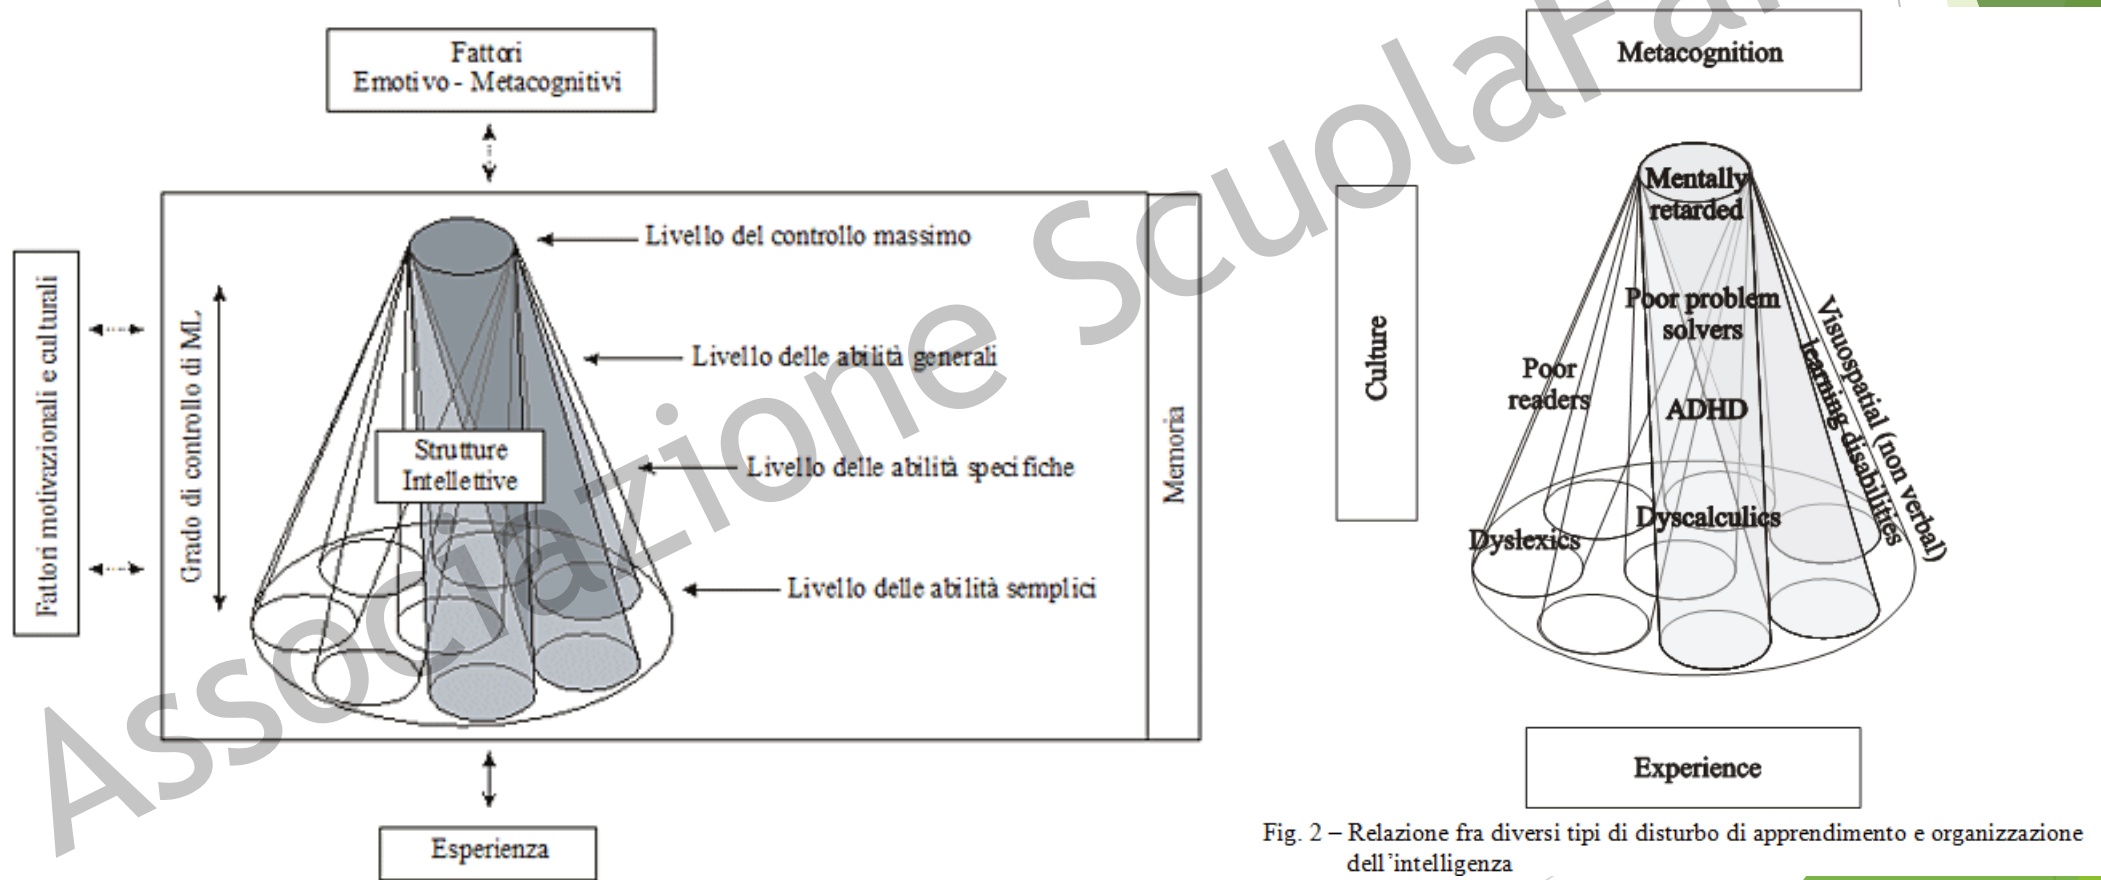 Fattori
Emotivo - Metacognitivi
Fattori motivazionali e culturali
Grado di controllo di ML
Livello del controllo massimo
Livello delle abilità generali
Strutture
Intellettive
Livello delle abilità specifiche
Livello delle abilità semplici
Memoria
Esperienza
Metacognition
Culture
Mentally
retarded
Poor problem
solvers
Poor
readers
ADHD
Visuospatial (non verbal)
learning disabilities
Dyslexics
Dyscalculics
Experience
Fig. 2 – Relazione fra diversi tipi di disturbo di apprendimento e organizzazione
dell'intelligenza
Associazione